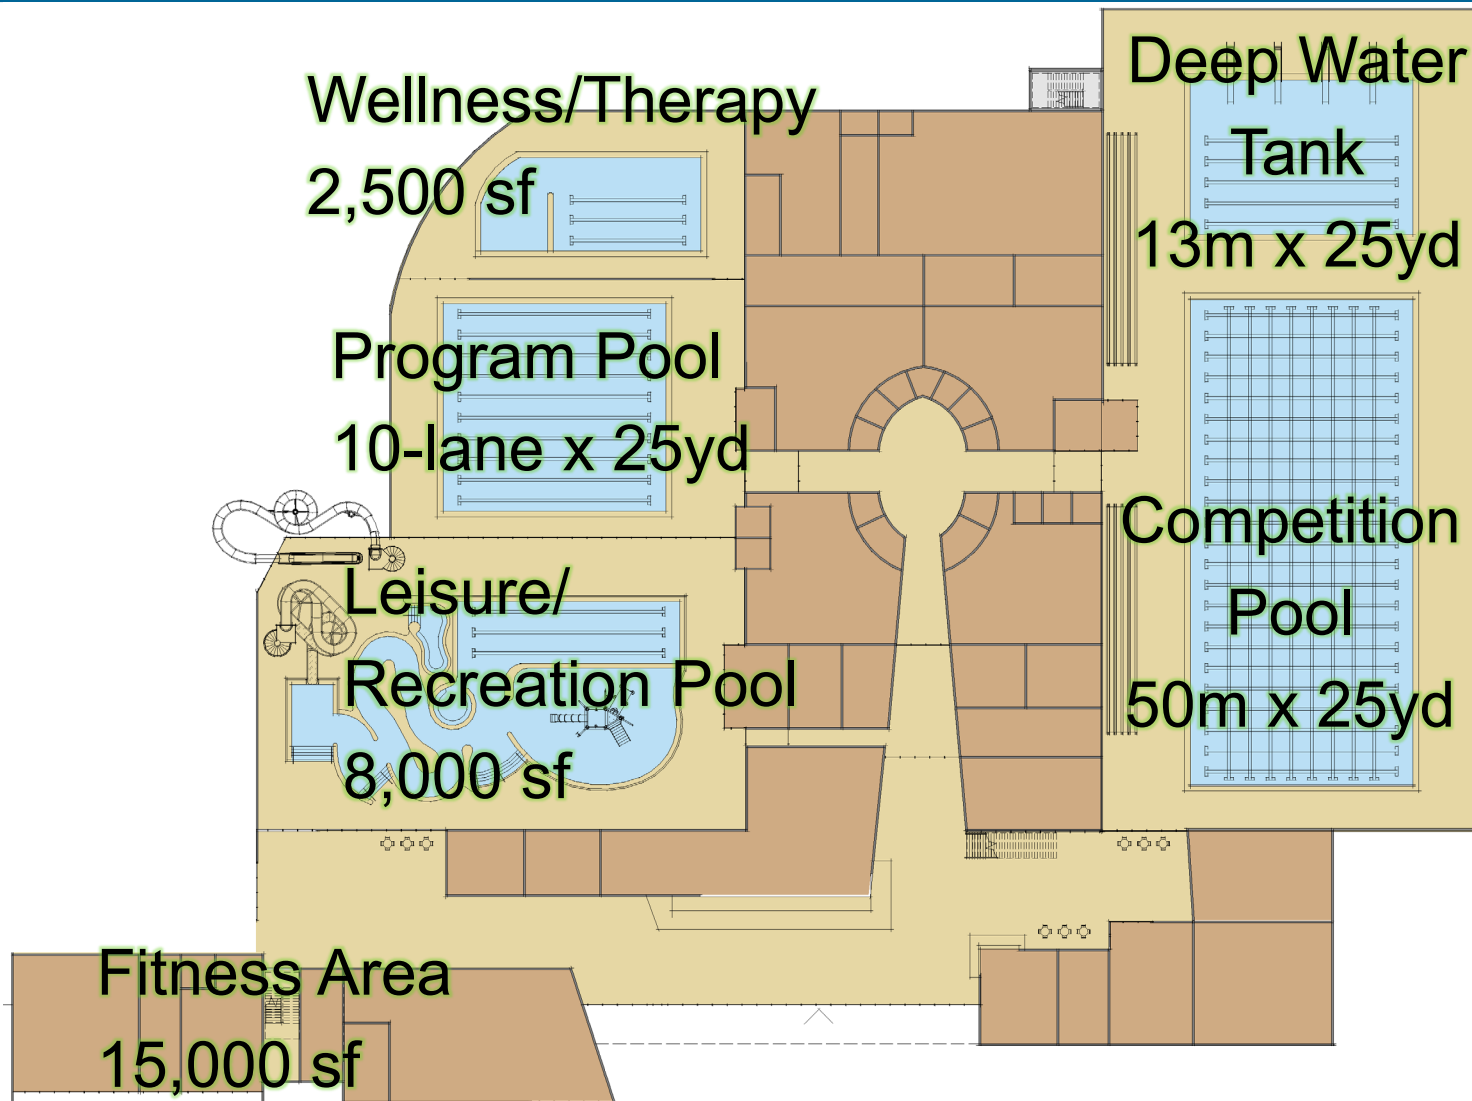 Wellness/Therapy
2,500 sf
Deep Water
Tank
13m x 25yd
Program Pool
10-lane x 25yd
Competition
Pool
50m x 25yd
Leisure/
Recreation Pool
8,000 sf
Fitness Area
15,000 sf